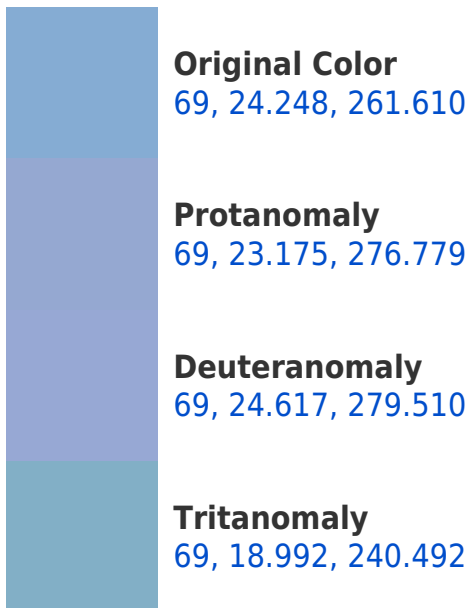 Original Color
69, 24.248, 261.610
Protanomaly
69, 23.175, 276.779
Deuteranomaly
69, 24.617, 279.510
Tritanomaly
69, 18.992, 240.492